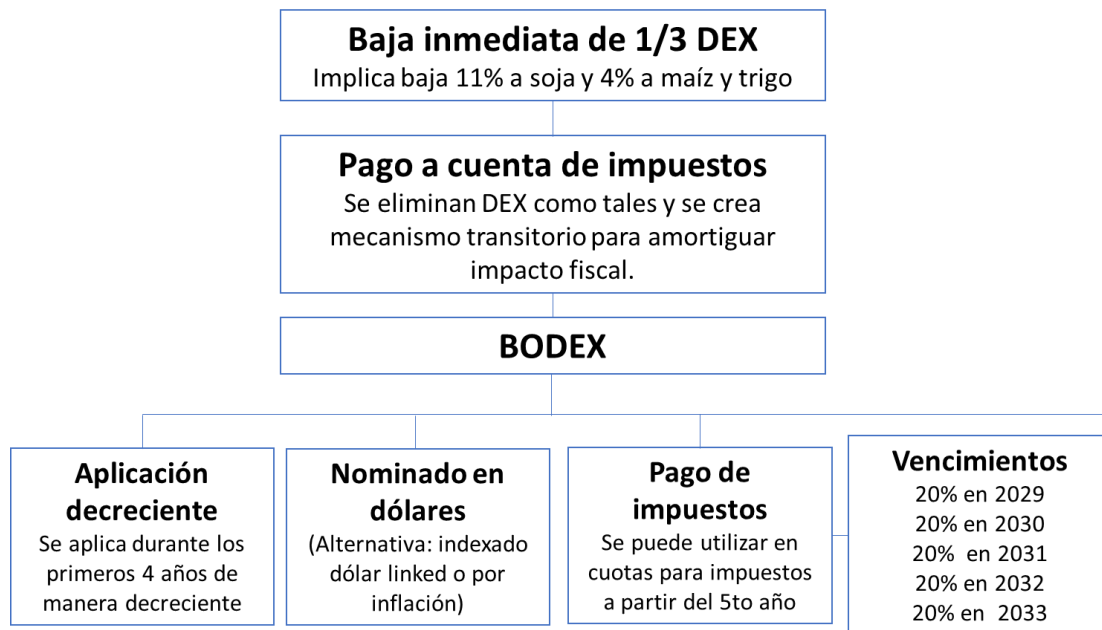 Baja inmediata de 1/3 DEX
Implica baja 11% a soja y 4% a maíz y trigo
Pago a cuenta de impuestos
Se eliminan DEX como tales y se crea
mecanismo transitorio para amortiguar
impacto fiscal.
BODEX
Aplicación
decreciente
Se aplica durante los
primeros 4 años de
manera decreciente
Nominado en
dólares
(Alternativa: indexado
dólar linked o por
inflación)
Pago de
impuestos
Se puede utilizar en
cuotas para impuestos
a partir del 5to año
Vencimientos
20% en 2029
20% en 2030
20% en 2031
20% en 2032
20% en 2033